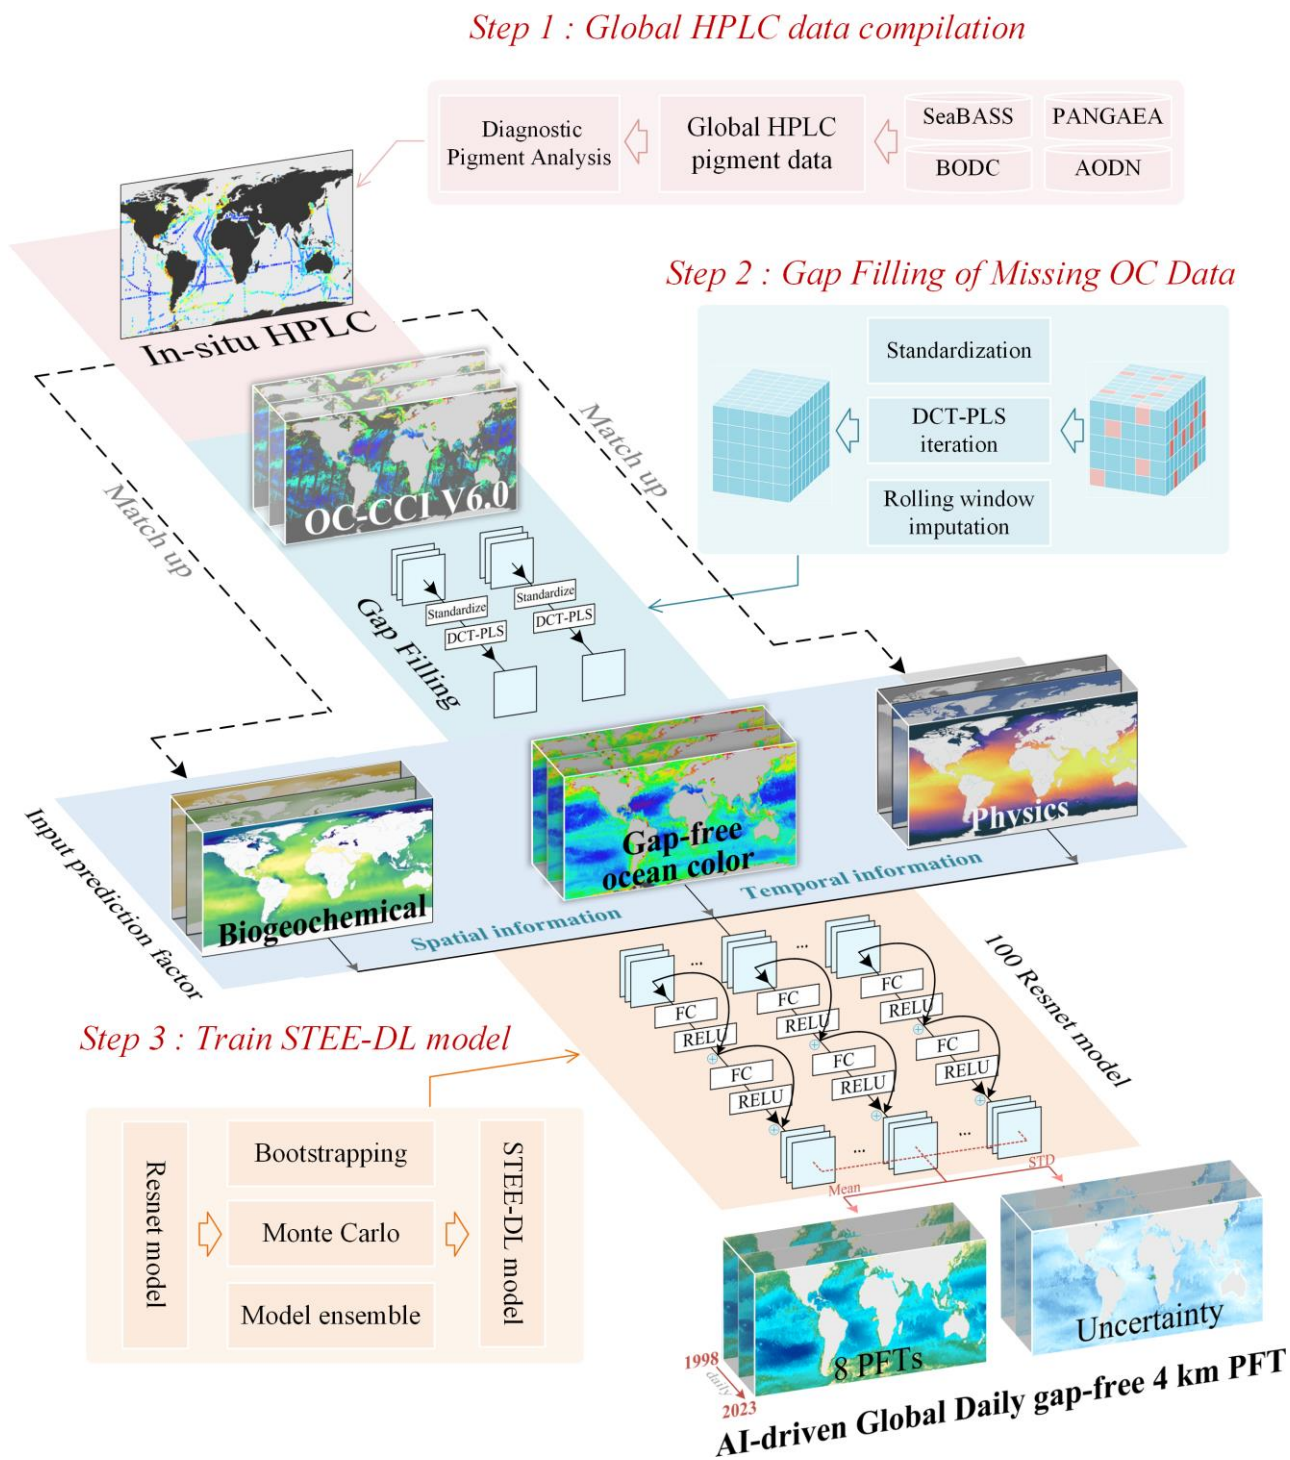 Step 1 : Global HPLC data compilation
Diagnostic
Pigment Analysis
Global HPLC
pigment data
SeaBASS
PANGAEA
BODC
AODN
In-situ HPLC
Step 2 : Gap Filling of Missing OC Data
Standardization
DCT-PLS
iteration
Rolling window
imputation
Match up
Match up
OC-CCI V6.0
Gap Filling
Standardize
DCT-PLS
Standardize
DCT-PLS
Input prediction factor
Biogeochemical
Gap-free
ocean color
Physics
Spatial information
Temporal information
100 Resnet model
...
...
FC
RELU
FC
RELU
FC
RELU
FC
RELU
FC
RELU
FC
RELU
...
...
Mean
STD
Step 3 : Train STEE-DL model
Resnet model
Bootstrapping
Monte Carlo
Model ensemble
STEE-DL model
8 PFTs
Uncertainty
1998
daily
2023
AI-driven Global Daily gap-free 4 km PFT